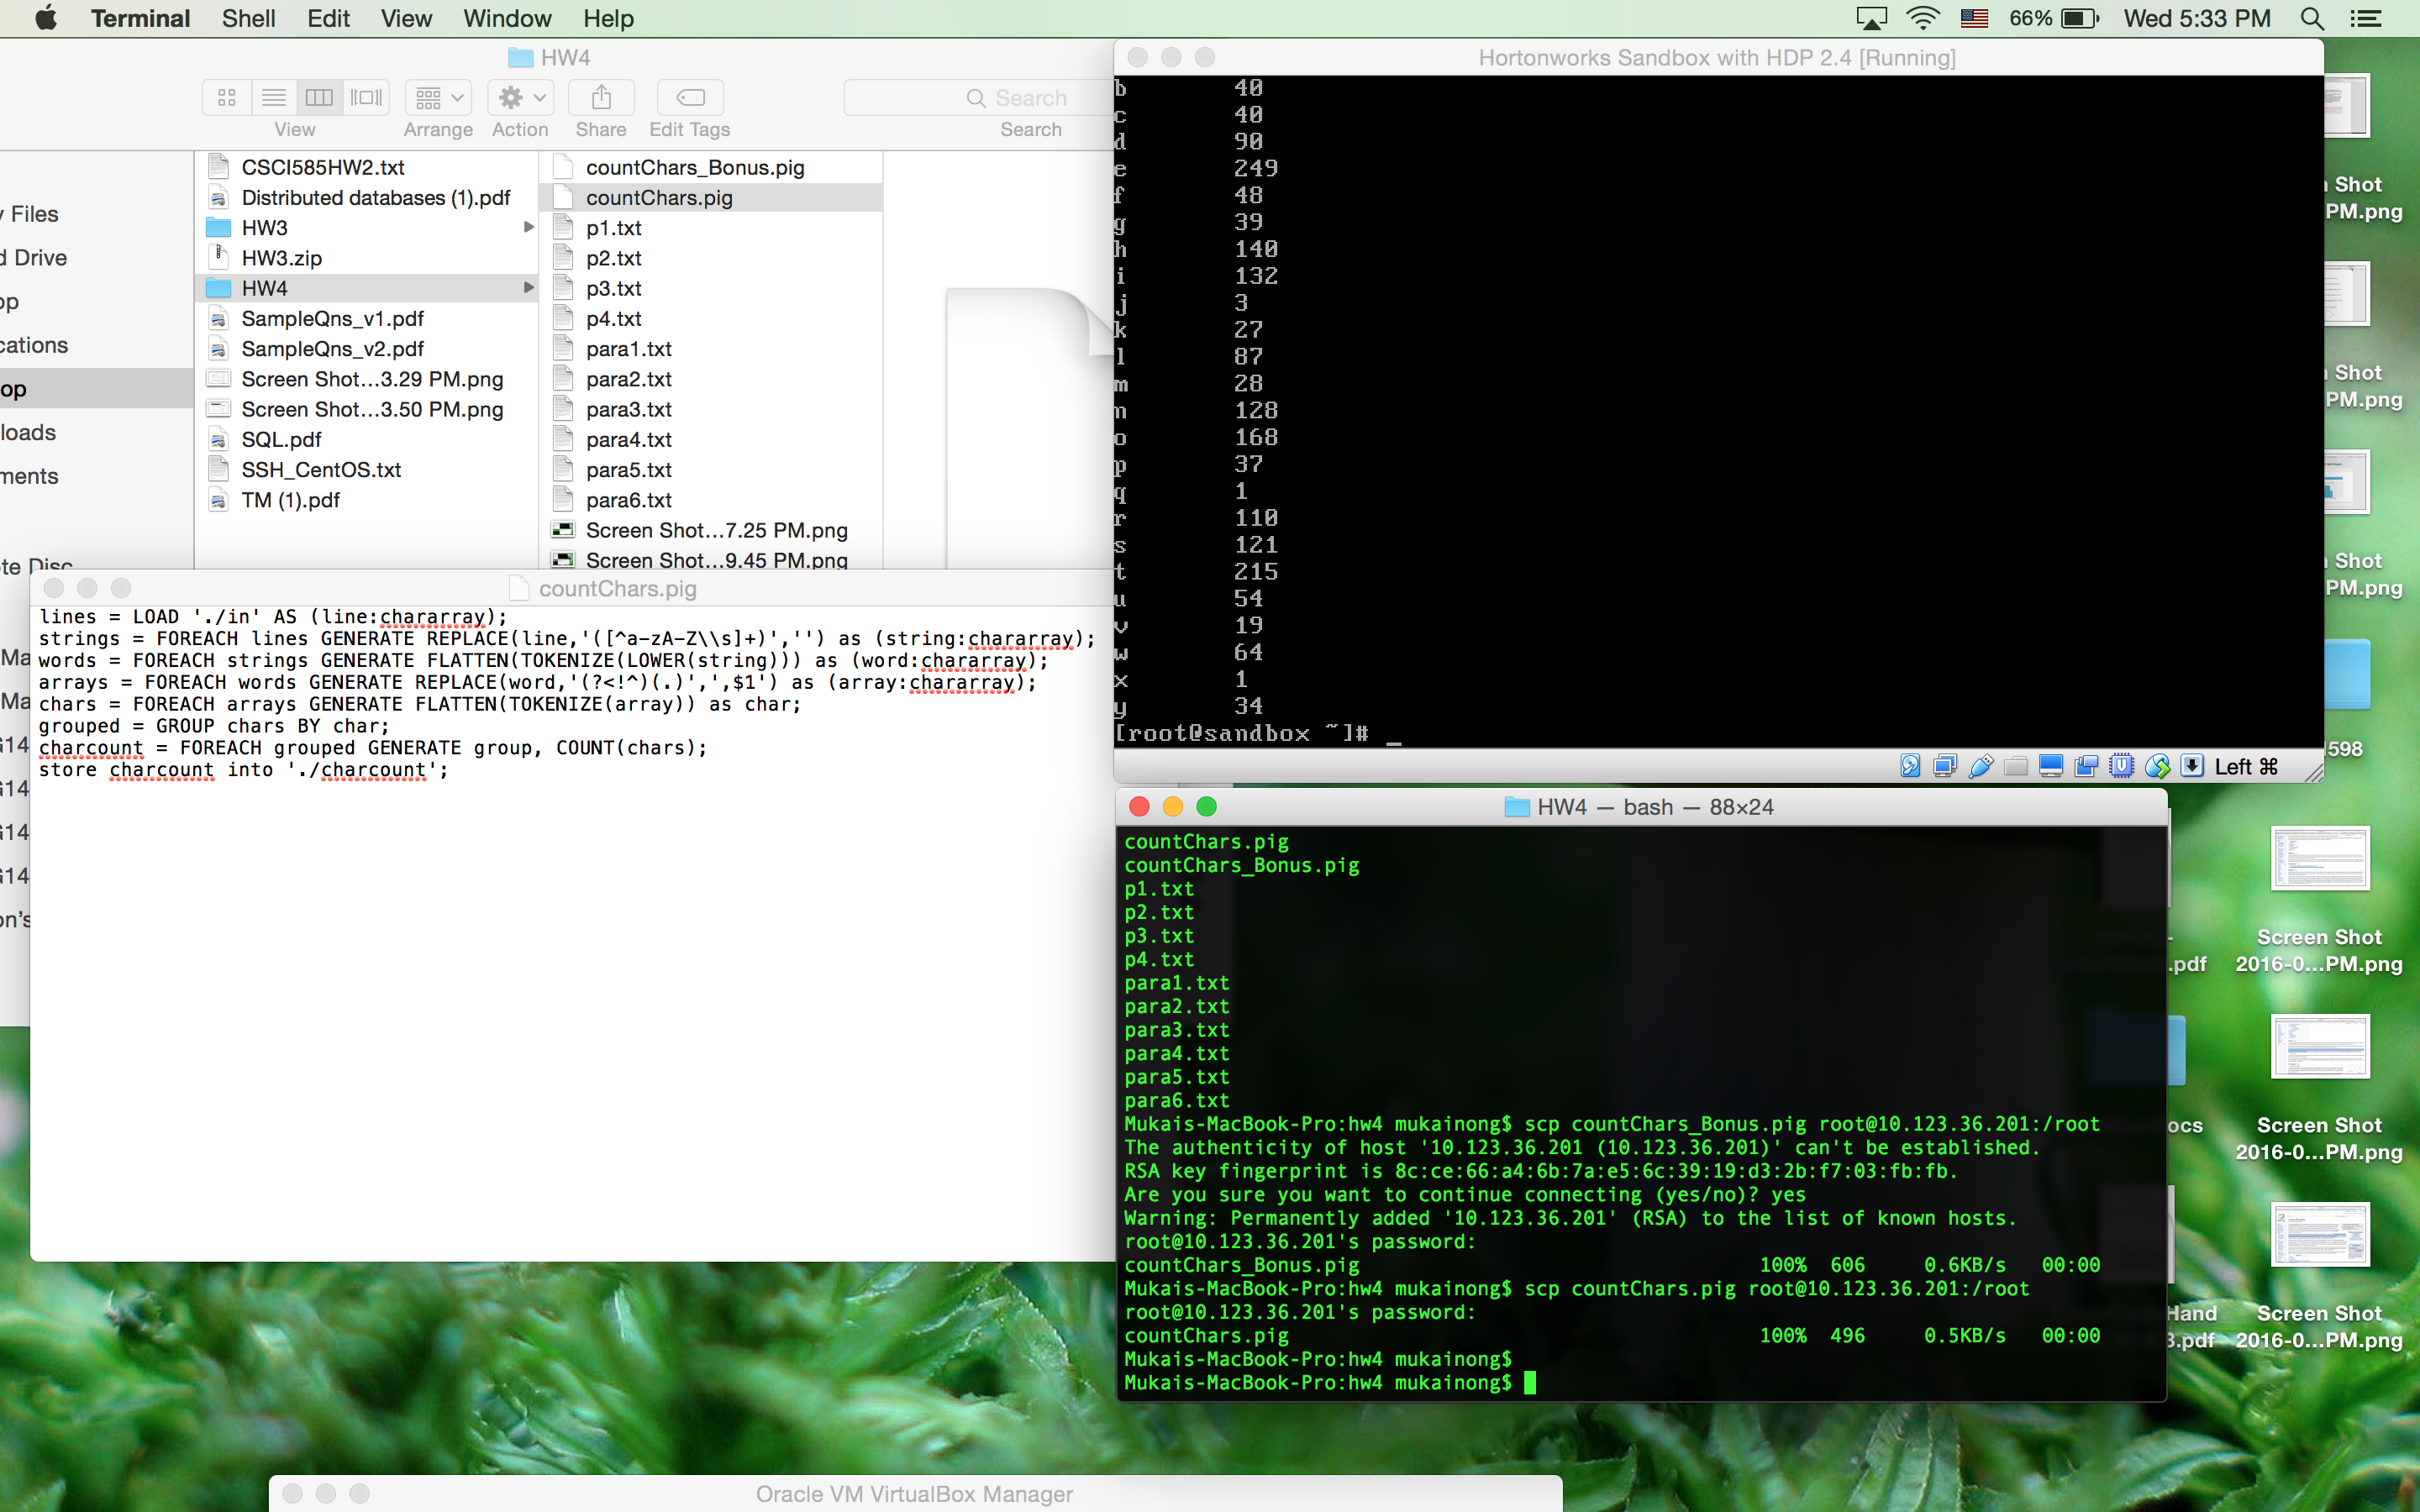 Terminal Shell Edit View Window Help 66% Wed 5:33 PM
HW4
Search
View Arrange Action Share Edit Tags Search
Files
Drive
op
cations
op
loads
ments
Ma
Ma
G14
G14
G14
G14
on's
CSCI585HW2.txt
Distributed databases (1).pdf
HW3
HW3.zip
HW4
SampleQns_v1.pdf
SampleQns_v2.pdf
Screen Shot...3.29 PM.png
Screen Shot...3.50 PM.png
SQL.pdf
SSH_CentOS.txt
TM (1).pdf
countChars_Bonus.pig
countChars.pig
p1.txt
p2.txt
p3.txt
p4.txt
para1.txt
para2.txt
para3.txt
para4.txt
para5.txt
para6.txt
Screen Shot...7.25 PM.png
Screen Shot...9.45 PM.png
countChars.pig
lines = LOAD './in' AS (line:chararray);
strings = FOREACH lines GENERATE REPLACE(line,'([^a-zA-Z\\s]+)','') as (string:chararray);
words = FOREACH strings GENERATE FLATTEN(TOKENIZE(LOWER(string))) as (word:chararray);
arrays = FOREACH words GENERATE REPLACE(word,'(?<!^)(.)',',$1') as (array:chararray);
chars = FOREACH arrays GENERATE FLATTEN(TOKENIZE(array)) as char;
grouped = GROUP chars BY char;
charcount = FOREACH grouped GENERATE group, COUNT(chars);
store charcount into './charcount';
Hortonworks Sandbox with HDP 2.4 [Running]
b 40
c 40
d 90
e 249
f 48
g 39
h 140
i 132
j 3
k 27
l 87
m 28
n 128
o 168
p 37
q 1
r 110
s 121
t 215
u 54
v 19
w 64
x 1
y 34
[root@sandbox ~]# _
Left ⌘
HW4 — bash — 88×24
countChars.pig
countChars_Bonus.pig
p1.txt
p2.txt
p3.txt
p4.txt
para1.txt
para2.txt
para3.txt
para4.txt
para5.txt
para6.txt
Mukais-MacBook-Pro:hw4 mukainong$ scp countChars_Bonus.pig root@10.123.36.201:/root
The authenticity of host '10.123.36.201 (10.123.36.201)' can't be established.
RSA key fingerprint is 8c:ce:66:a4:6b:7a:e5:6c:39:19:d3:2b:f7:03:fb:fb.
Are you sure you want to continue connecting (yes/no)? yes
Warning: Permanently added '10.123.36.201' (RSA) to the list of known hosts.
root@10.123.36.201's password:
countChars_Bonus.pig 100% 606 0.6KB/s 00:00
Mukais-MacBook-Pro:hw4 mukainong$ scp countChars.pig root@10.123.36.201:/root
root@10.123.36.201's password:
countChars.pig 100% 496 0.5KB/s 00:00
Mukais-MacBook-Pro:hw4 mukainong$
Mukais-MacBook-Pro:hw4 mukainong$
Shot
PM.png
Shot
PM.png
Shot
PM.png
1598
.pdf
Screen Shot
2016-0...PM.png
ocs
Screen Shot
2016-0...PM.png
Hand
3.pdf
Screen Shot
2016-0...PM.png
Oracle VM VirtualBox Manager